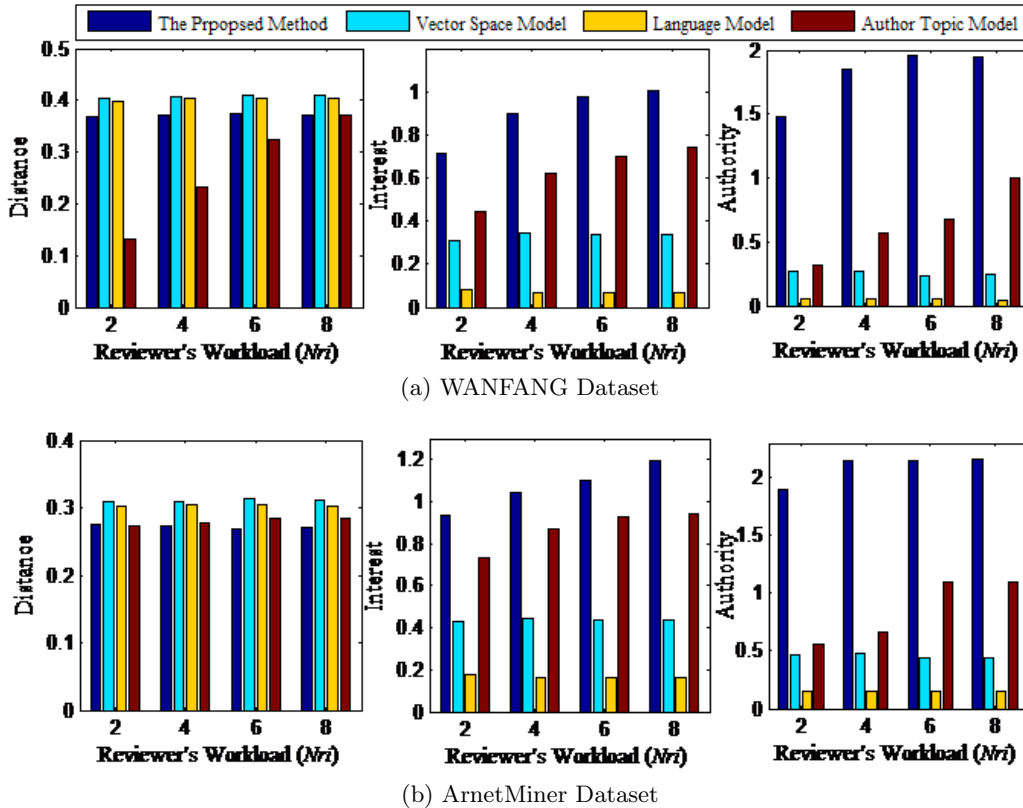 The Prpopsed Method Vector Space Model Language Model Author Topic Model
0.5
0.4
0.3
0.2
0.1
0
Distance
2 4 6 8
Reviewer's Workload (Nri)
1
0.8
0.6
0.4
0.2
0
Interest
2 4 6 8
Reviewer's Workload (Nri)
2
1.5
1
0.5
0
Authority
2 4 6 8
Reviewer's Workload (Nri)
(a) WANFANG Dataset
0.4
0.3
0.2
0.1
0
Distance
2 4 6 8
Reviewer's Workload (Nri)
1.2
1
0.8
0.6
0.4
0.2
0
Interest
2 4 6 8
Reviewer's Workload (Nri)
2
1.5
1
0.5
0
Authority
2 4 6 8
Reviewer's Workload (Nri)
(b) ArnetMiner Dataset